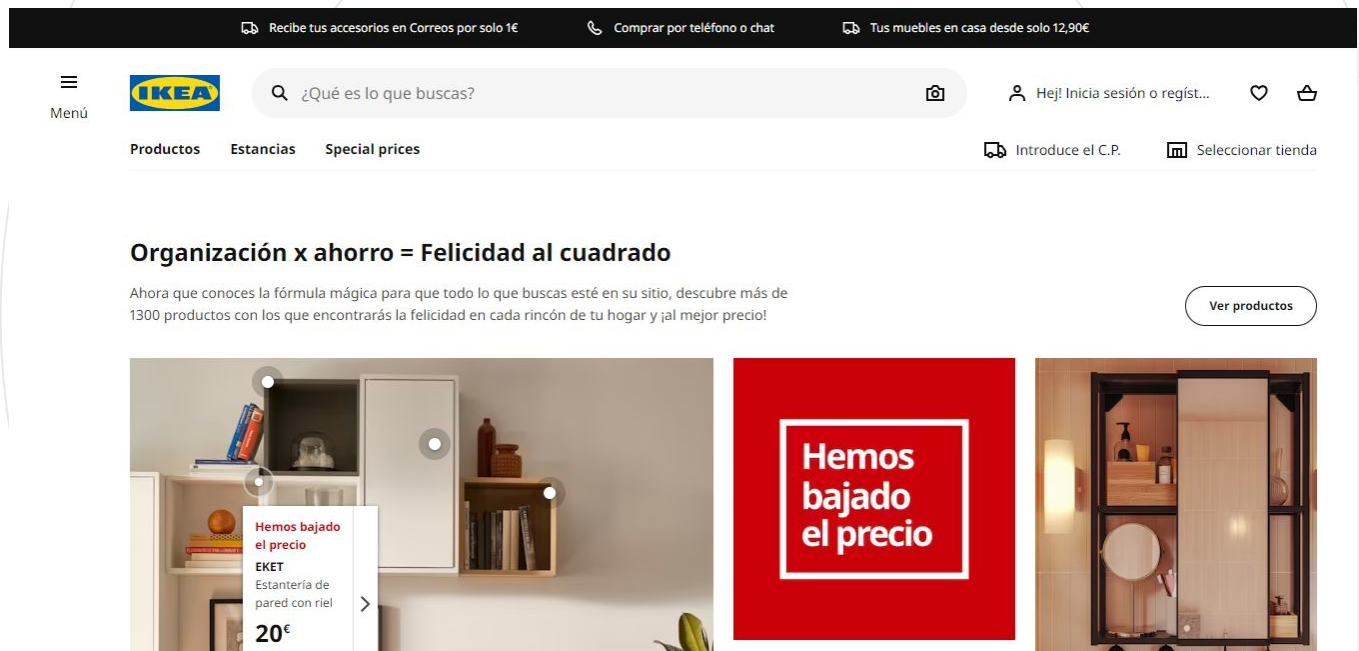 Recibe tus accesorios en Correos por solo 1€
Comprar por teléfono o chat
Tus muebles en casa desde solo 12,90€
Menú
IKEA
¿Qué es lo que buscas?
Hej! Inicia sesión o regíst...
Productos
Estancias
Special prices
Introduce el C.P.
Seleccionar tienda
Organización x ahorro = Felicidad al cuadrado
Ahora que conoces la fórmula mágica para que todo lo que buscas esté en su sitio, descubre más de
1300 productos con los que encontrarás la felicidad en cada rincón de tu hogar y ¡al mejor precio!
Ver productos
Hemos bajado
el precio
EKET
Estantería de
pared con riel
20€
Hemos
bajado
el precio